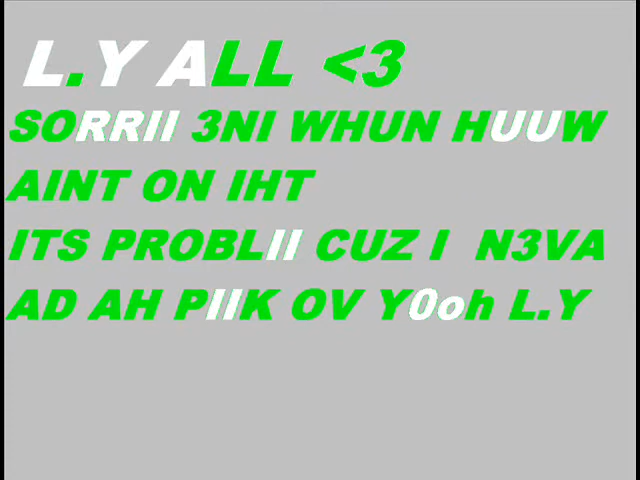 L.Y ALL <3
SORRII 3NI WHUN HUUW
AINT ON IHT
ITS PROBLII CUZ I N3VA
AD AH PIIK OV Y0oh L.Y